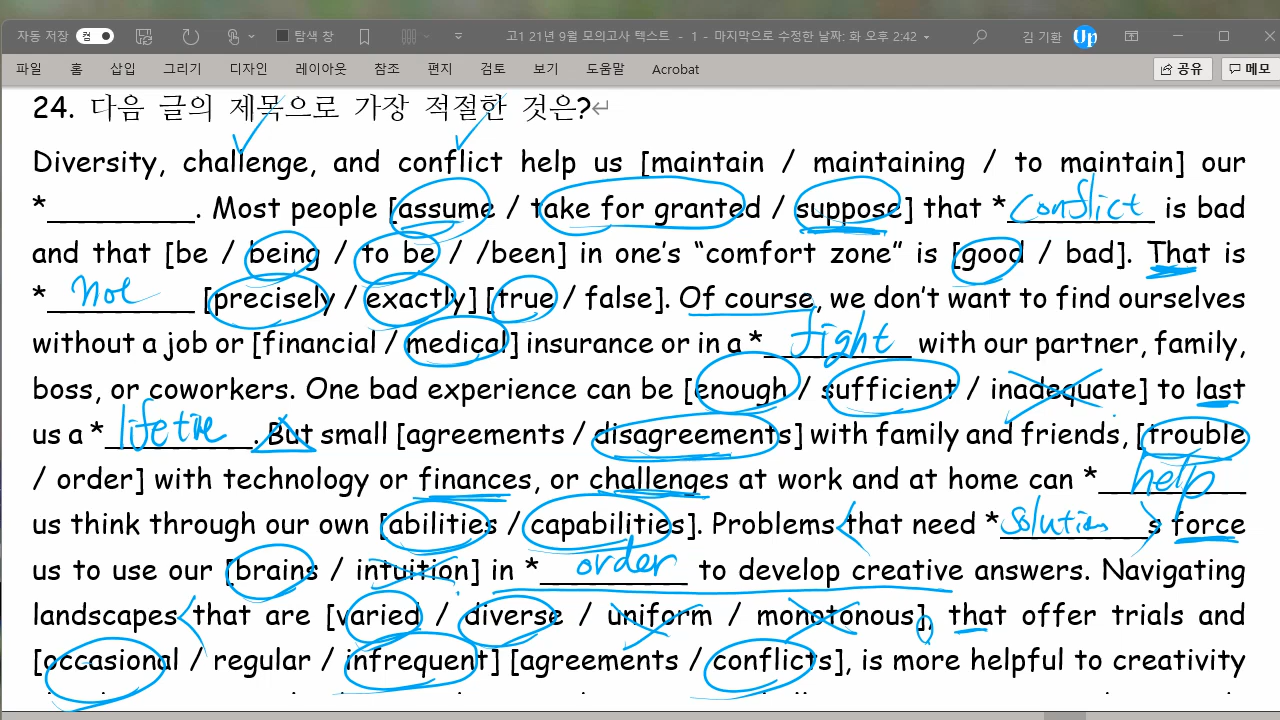 자동 저장 컴 탐색 창 고1 21년 9월 모의고사 텍스트 - 1 - 마지막으로 수정한 날짜: 화 오후 2:42 김 기환 Up
파일 홈 삽입 그리기 디자인 레이아웃 참조 편지 검토 보기 도움말 Acrobat 공유 메모
24. 다음 글의 제목으로 가장 적절한 것은?
Diversity, challenge, and conflict help us [maintain / maintaining / to maintain] our
*_________. Most people [assume / take for granted / suppose] that *conflict is bad
and that [be / being / to be / /been] in one's "comfort zone" is [good / bad]. That is
*not [precisely / exactly] [true / false]. Of course, we don't want to find ourselves
without a job or [financial / medical] insurance or in a *fight with our partner, family,
boss, or coworkers. One bad experience can be [enough / sufficient / inadequate] to last
us a *lifetime. But small [agreements / disagreements] with family and friends, [trouble
/ order] with technology or finances, or challenges at work and at home can *help
us think through our own [abilities / capabilities]. Problems that need *solutions force
us to use our [brains / intuition] in *order to develop creative answers. Navigating
landscapes that are [varied / diverse / uniform / monotonous], that offer trials and
[occasional / regular / infrequent] [agreements / conflicts], is more helpful to creativity